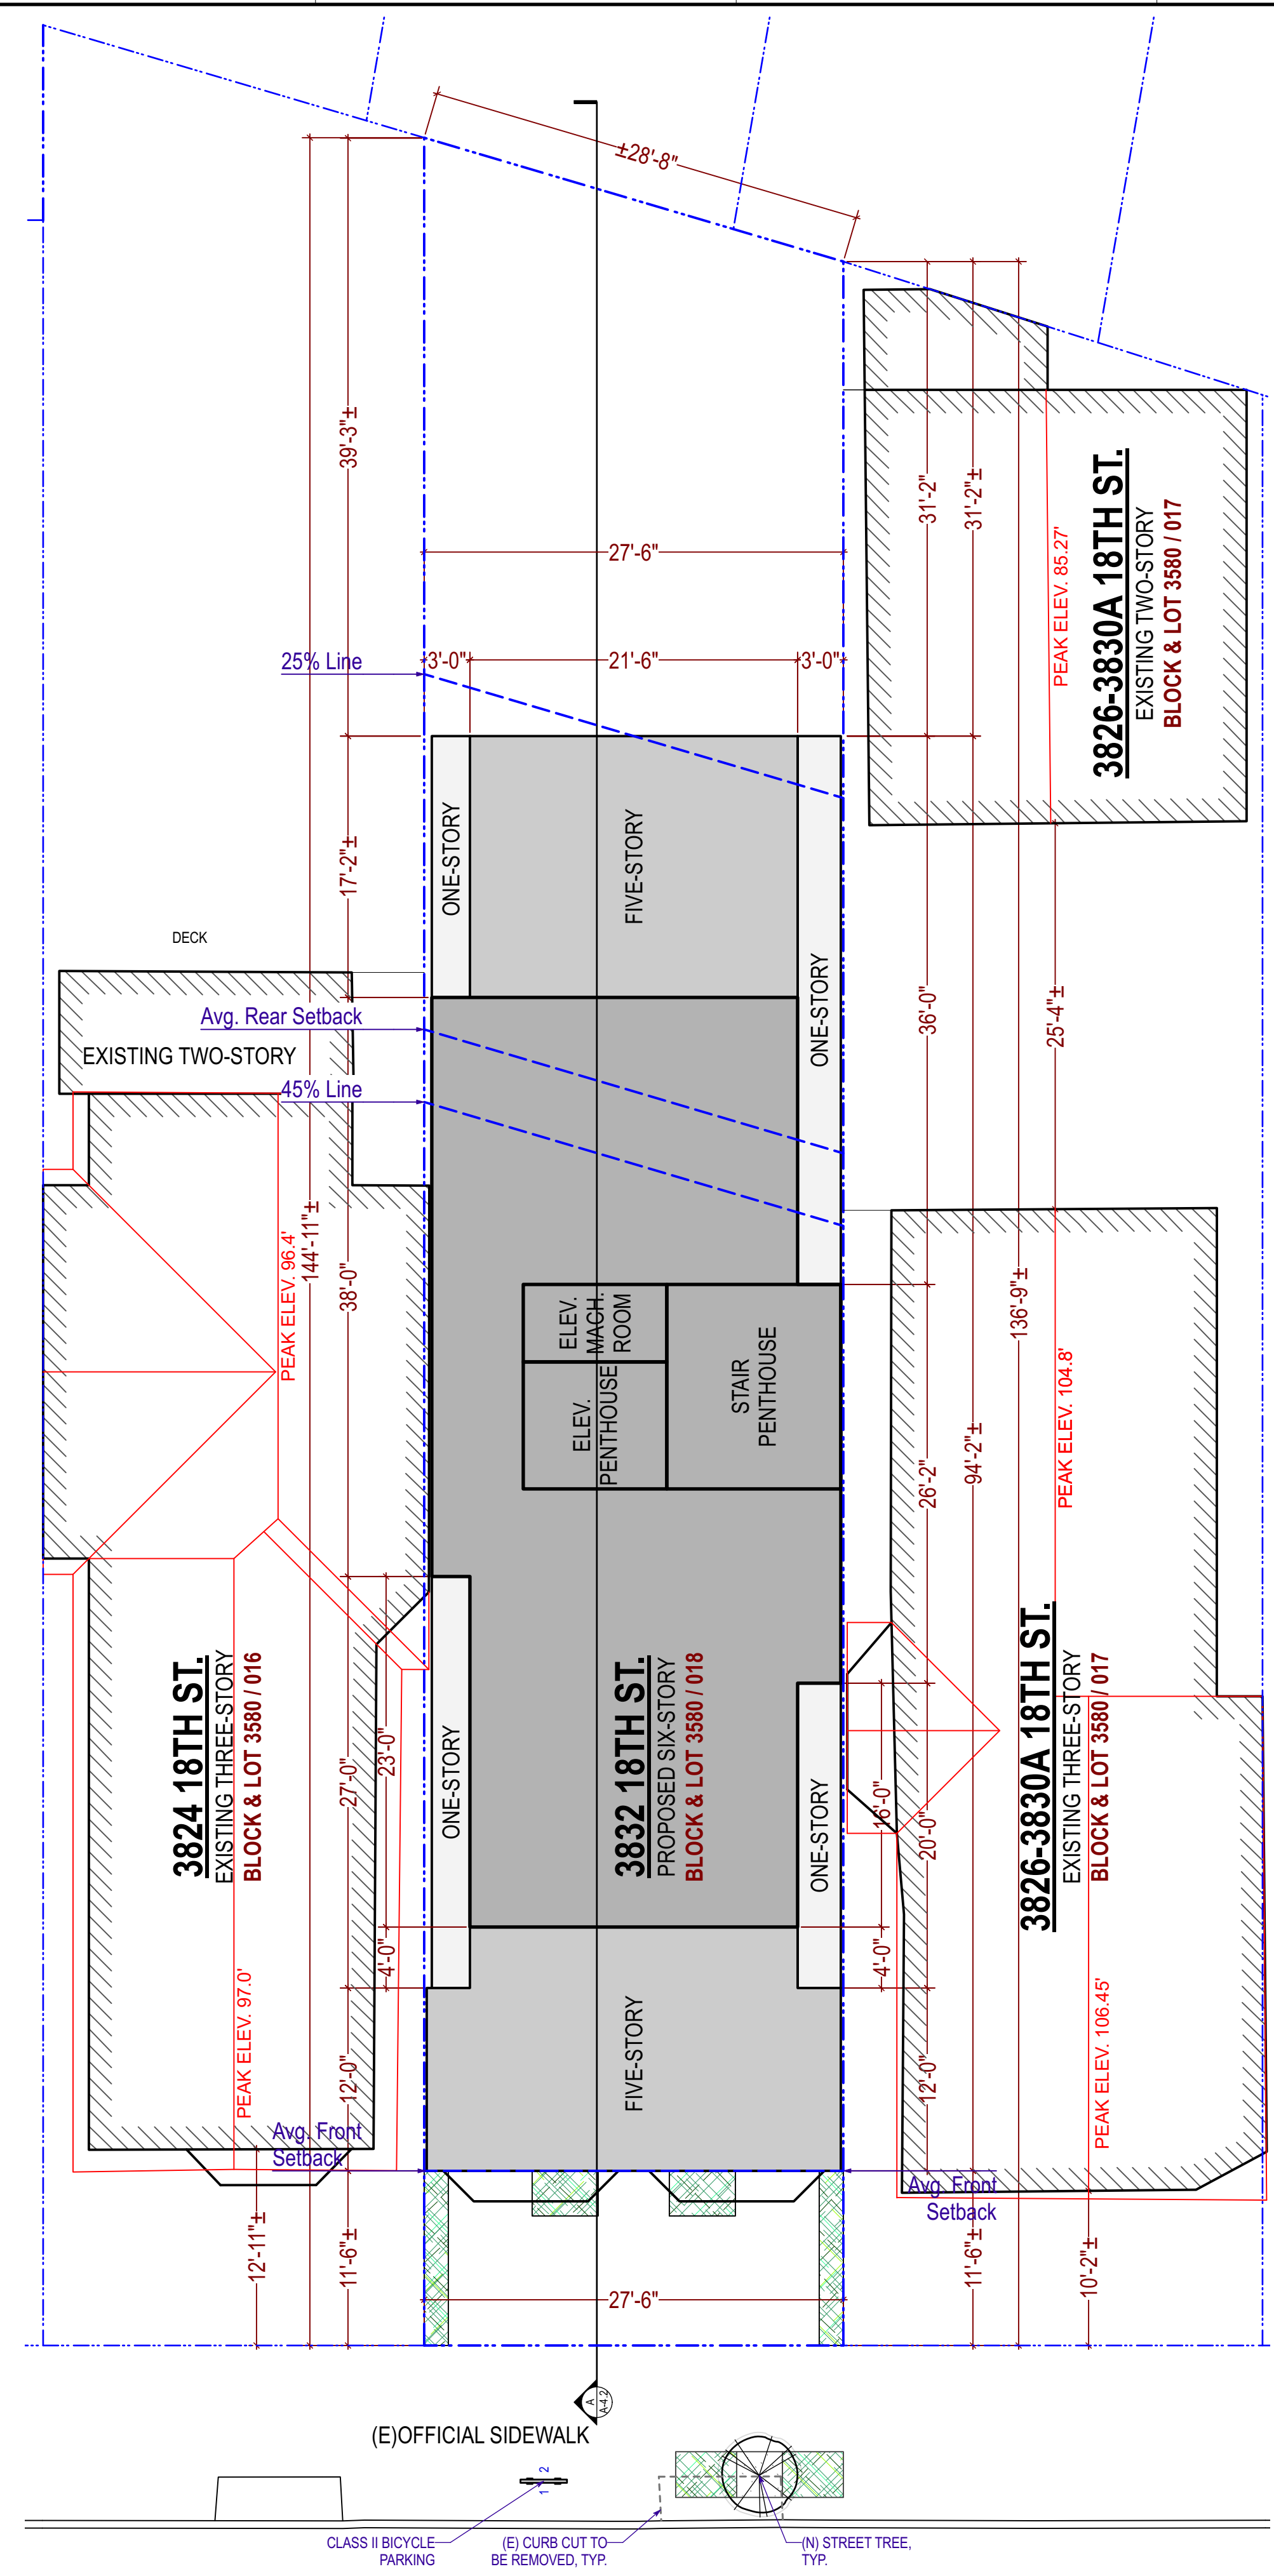 ±28'-8"
39'-3"±
31'-2"
31'-2"±
27'-6"
PEAK ELEV. 85.27'
3826-3830A 18TH ST.
EXISTING TWO-STORY
BLOCK & LOT 3580 / 017
25% Line
3'-0"
21'-6"
3'-0"
17'-2"±
ONE-STORY
FIVE-STORY
DECK
ONE-STORY
36'-0"
25'-4"±
Avg. Rear Setback
EXISTING TWO-STORY
45% Line
PEAK ELEV. 96.4'
144'-11"±
38'-0"
ELEV.
MACH.
ROOM
ELEV.
PENTHOUSE
STAIR
PENTHOUSE
26'-2"
94'-2"±
136'-9"±
PEAK ELEV. 104.8'
3824 18TH ST.
EXISTING THREE-STORY
BLOCK & LOT 3580 / 016
27'-0"
23'-0"
ONE-STORY
3832 18TH ST.
PROPOSED SIX-STORY
BLOCK & LOT 3580 / 018
ONE-STORY
16'-0"
20'-0"
3826-3830A 18TH ST.
EXISTING THREE-STORY
BLOCK & LOT 3580 / 017
PEAK ELEV. 97.0'
4'-0"
4'-0"
12'-0"
FIVE-STORY
12'-0"
PEAK ELEV. 106.45'
Avg. Front
Setback
Avg. Front
Setback
12'-11"±
11'-6"±
27'-6"
11'-6"±
10'-2"±
A
A-4.2
(E)OFFICIAL SIDEWALK
1 2
CLASS II BICYCLE
PARKING
(E) CURB CUT TO
BE REMOVED, TYP.
(N) STREET TREE,
TYP.